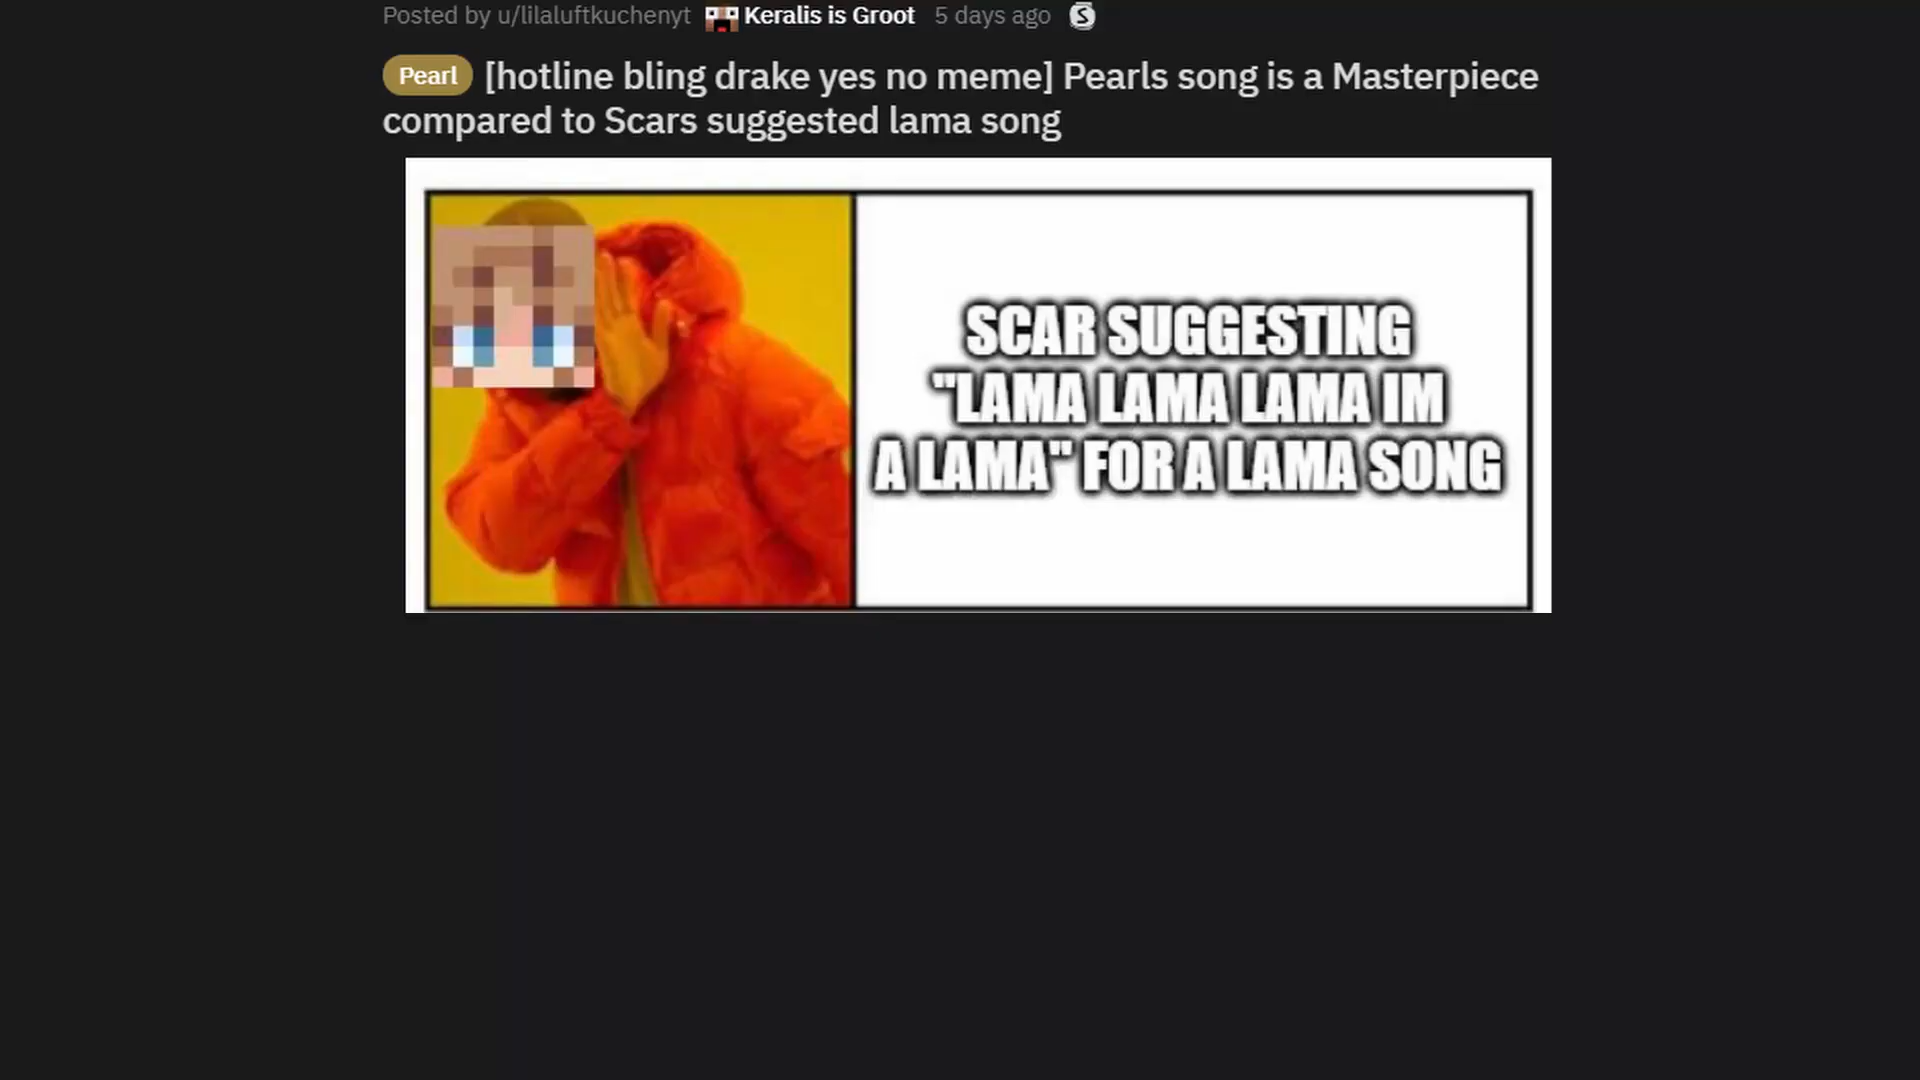 Posted by u/lilaluftkuchenyt Keralis is Groot 5 days ago
Pearl [hotline bling drake yes no meme] Pearls song is a Masterpiece
compared to Scars suggested lama song
SCAR SUGGESTING
"LAMA LAMA LAMA IM
A LAMA" FOR A LAMA SONG